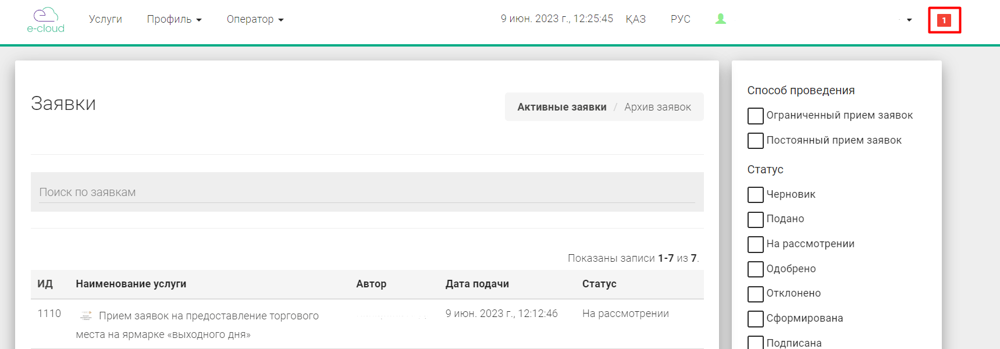 e-cloud
Услуги Профиль Оператор 9 июн. 2023 г., 12:25:45 ҚАЗ РУС 1
Заявки
Активные заявки / Архив заявок
Поиск по заявкам
Показаны записи 1-7 из 7.
ИД Наименование услуги Автор Дата подачи Статус
1110 Прием заявок на предоставление торгового 9 июн. 2023 г., 12:12:46 На рассмотрении
места на ярмарке «выходного дня»
Способ проведения
Ограниченный прием заявок
Постоянный прием заявок
Статус
Черновик
Подано
На рассмотрении
Одобрено
Отклонено
Сформирована
Подписана